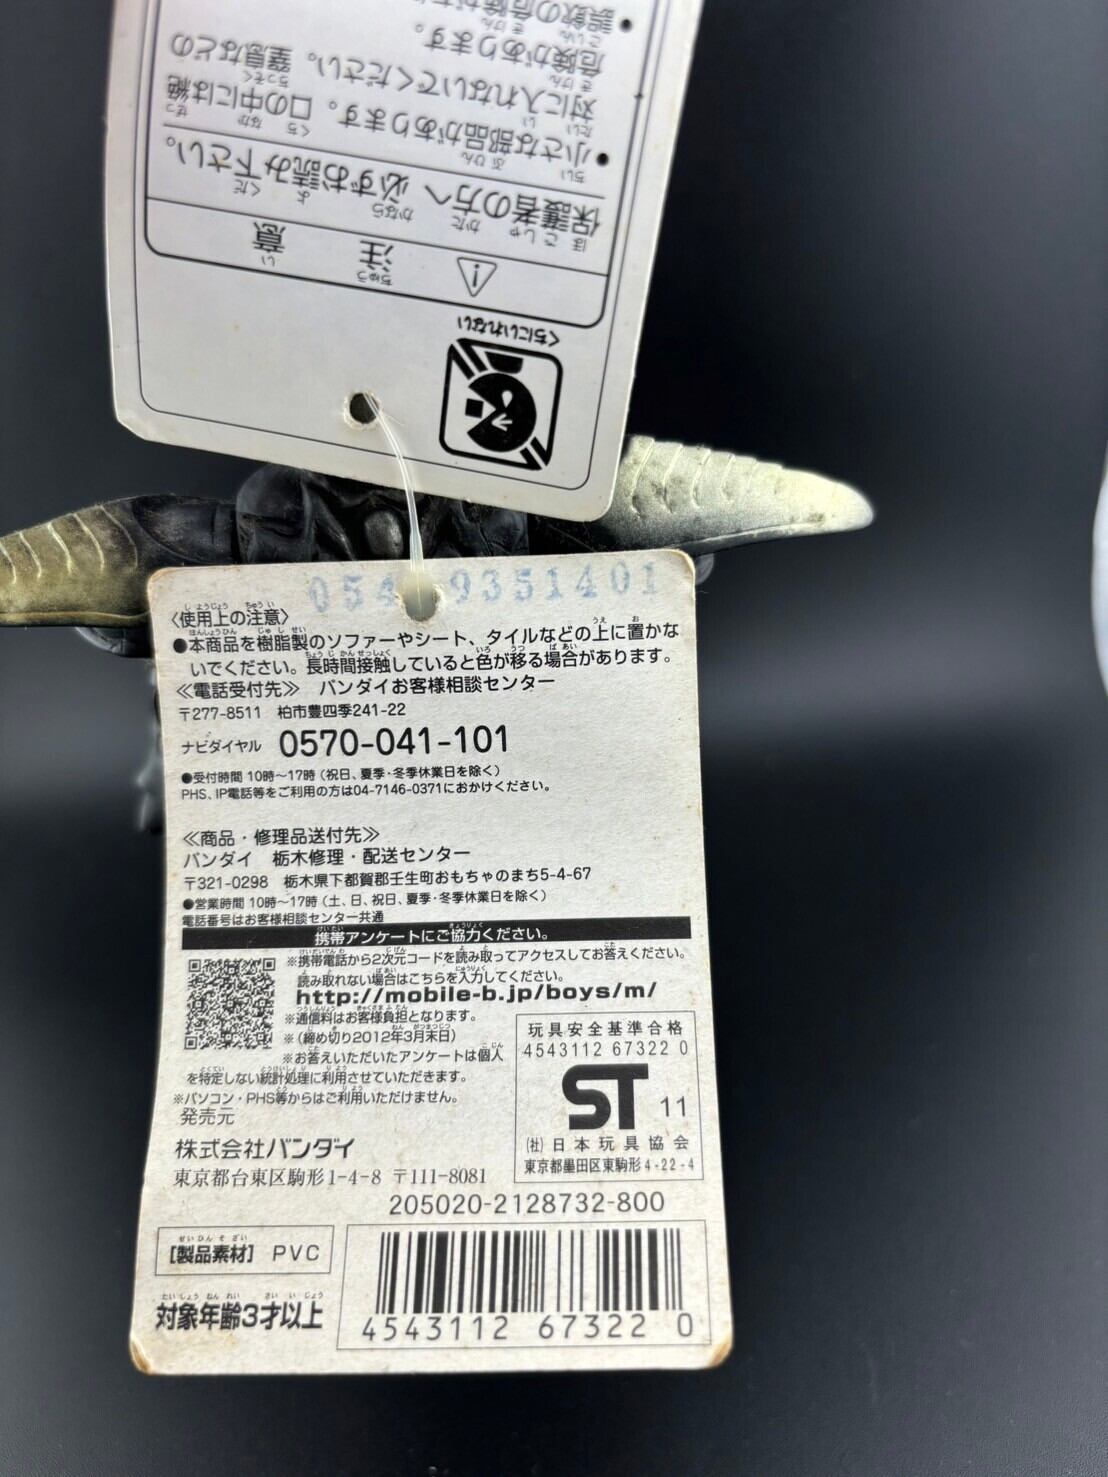 くちにいれない
⚠ 注意
保護者の方へ 必ずお読み下さい。
●小さな部品があります。口の中には絶
対に入れないでください。窒息などの
危険があります。
●誤飲の危険が
9351401
〈使用上の注意〉
●本商品を樹脂製のソファーやシート、タイルなどの上に置かな
いでください。長時間接触していると色が移る場合があります。
≪電話受付先≫ バンダイお客様相談センター
〒277-8511 柏市豊四季241-22
ナビダイヤル 0570-041-101
●受付時間 10時～17時(祝日、夏季・冬季休業日を除く)
PHS、IP電話等をご利用の方は04-7146-0371におかけください。
≪商品・修理品送付先≫
バンダイ 栃木修理・配送センター
〒321-0298 栃木県下都賀郡壬生町おもちゃのまち5-4-67
●営業時間 10時～17時(土、日、祝日、夏季・冬季休業日を除く)
電話番号はお客様相談センター共通
携帯アンケートにご協力ください。
※携帯電話から2次元コードを読み取ってアクセスしてお答えください。
読み取れない場合はこちらを入力してください。
http://mobile-b.jp/boys/m/
※通信料はお客様負担となります。
※(締め切り2012年3月末日)
※お答えいただいたアンケートは個人
を特定しない統計処理に利用させていただきます。
※パソコン・PHS等からはご利用いただけません。
発売元
株式会社バンダイ
東京都台東区駒形1-4-8 〒111-8081
玩具安全基準合格
4543112 67322 0
ST 11
(社)日本玩具協会
東京都墨田区東駒形4-22-4
205020-2128732-800
[製品素材] PVC
対象年齢3才以上
4543112 67322 0